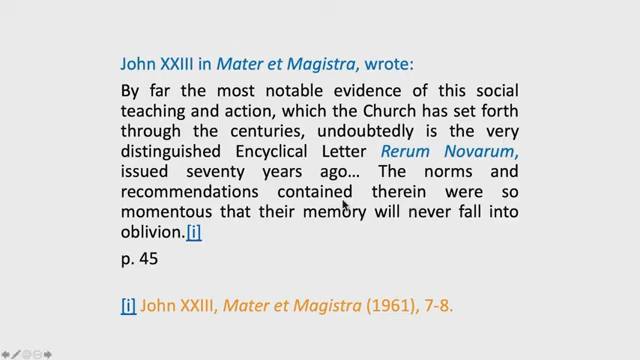 John XXIII in Mater et Magistra, wrote:
By far the most notable evidence of this social
teaching and action, which the Church has set forth
through the centuries, undoubtedly is the very
distinguished Encyclical Letter Rerum Novarum,
issued seventy years ago... The norms and
recommendations contained therein were so
momentous that their memory will never fall into
oblivion.[i]
p. 45
[i] John XXIII, Mater et Magistra (1961), 7-8.